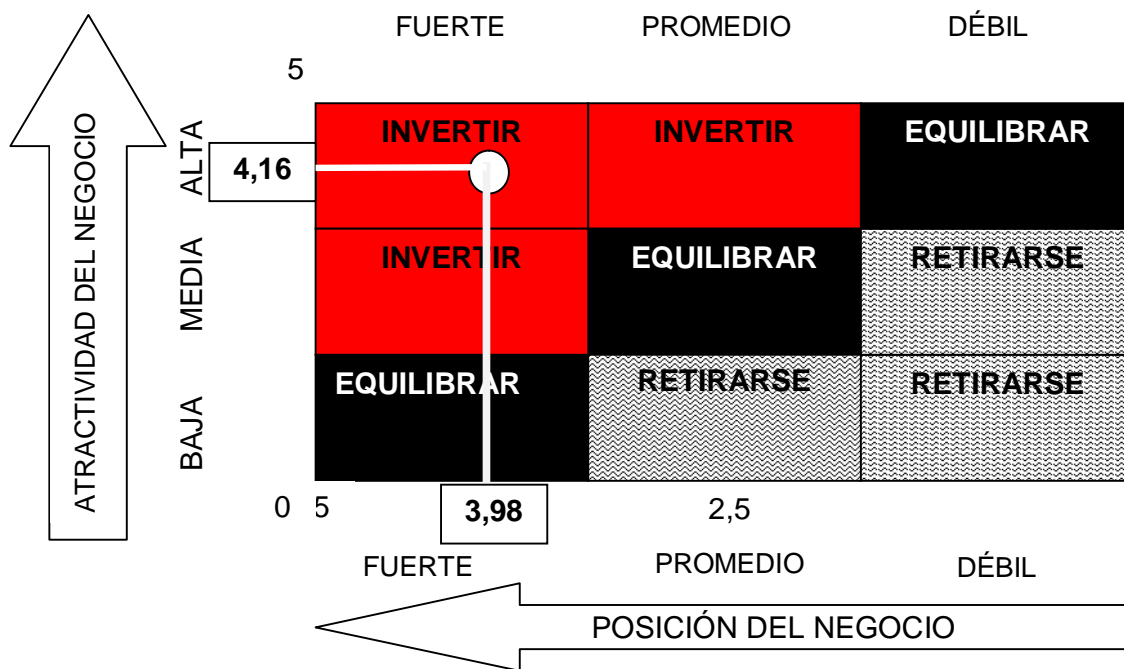 FUERTE PROMEDIO DÉBIL
5
INVERTIR INVERTIR EQUILIBRAR
ALTA
4,16
INVERTIR EQUILIBRAR RETIRARSE
MEDIA
EQUILIBRAR RETIRARSE RETIRARSE
BAJA
ATRACTIVIDAD DEL NEGOCIO
0 5 3,98 2,5
FUERTE PROMEDIO DÉBIL
POSICIÓN DEL NEGOCIO